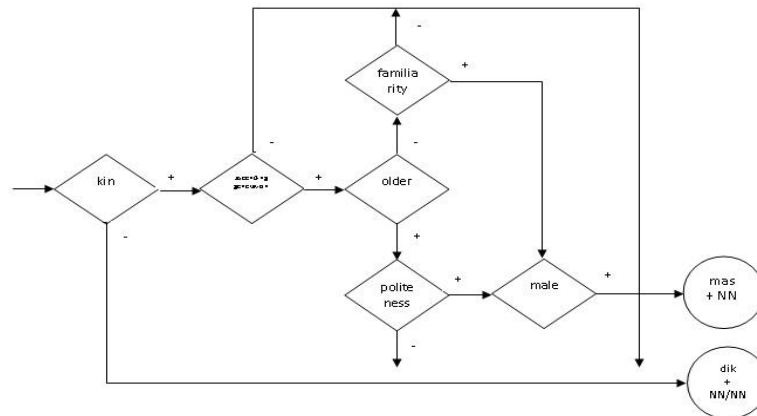 -
+
familia
rity
-
-
kin
+
+
older
-
+
polite
ness
+
male
+
mas
+ NN
-
dik
+
NN/NN